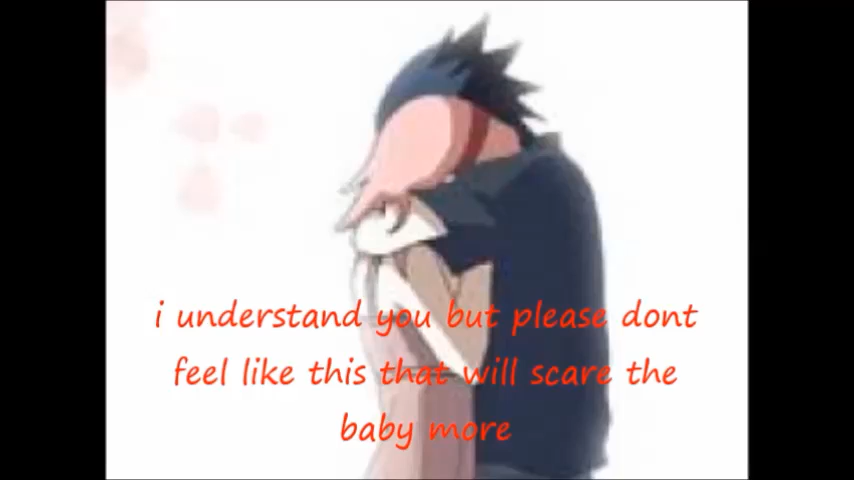 i understand you but please dont
feel like this that will scare the
baby more